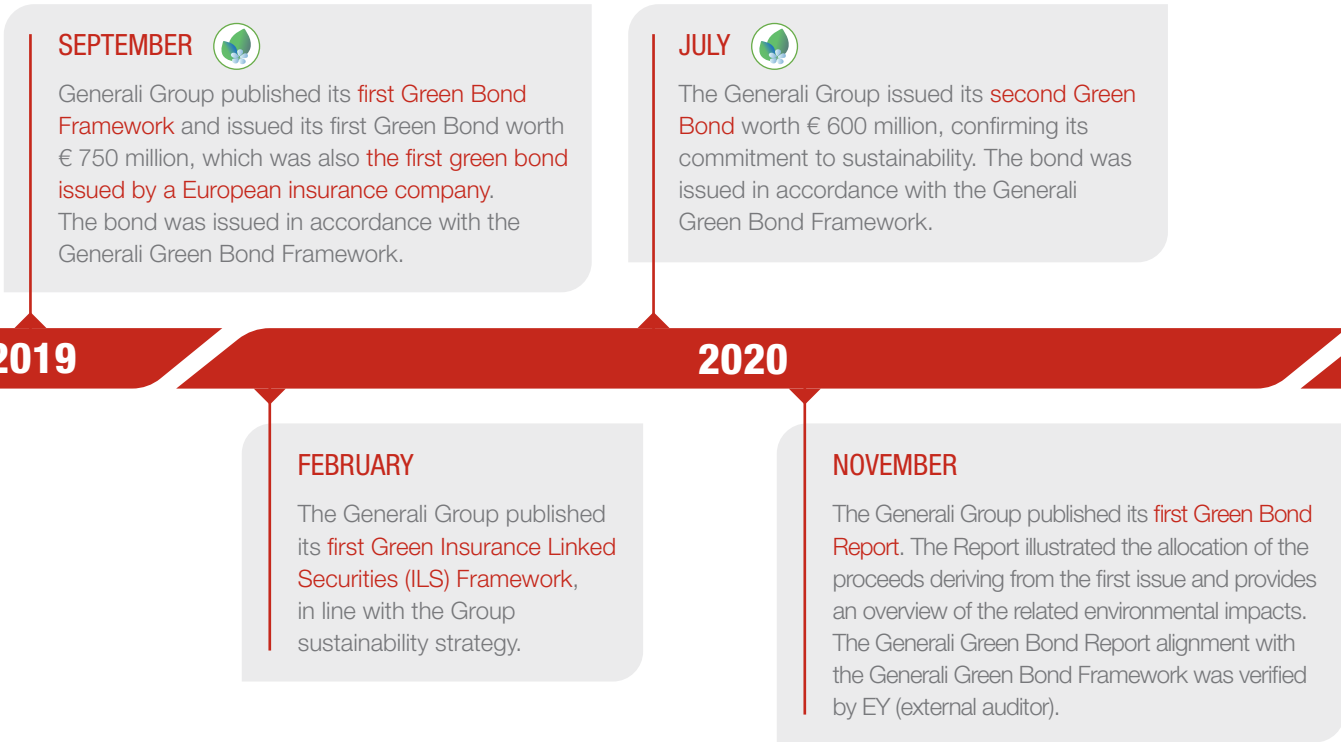 SEPTEMBER
Generali Group published its first Green Bond
Framework and issued its first Green Bond worth
€ 750 million, which was also the first green bond
issued by a European insurance company.
The bond was issued in accordance with the
Generali Green Bond Framework.
JULY
The Generali Group issued its second Green
Bond worth € 600 million, confirming its
commitment to sustainability. The bond was
issued in accordance with the Generali
Green Bond Framework.
2019
2020
FEBRUARY
The Generali Group published
its first Green Insurance Linked
Securities (ILS) Framework,
in line with the Group
sustainability strategy.
NOVEMBER
The Generali Group published its first Green Bond
Report. The Report illustrated the allocation of the
proceeds deriving from the first issue and provides
an overview of the related environmental impacts.
The Generali Green Bond Report alignment with
the Generali Green Bond Framework was verified
by EY (external auditor).